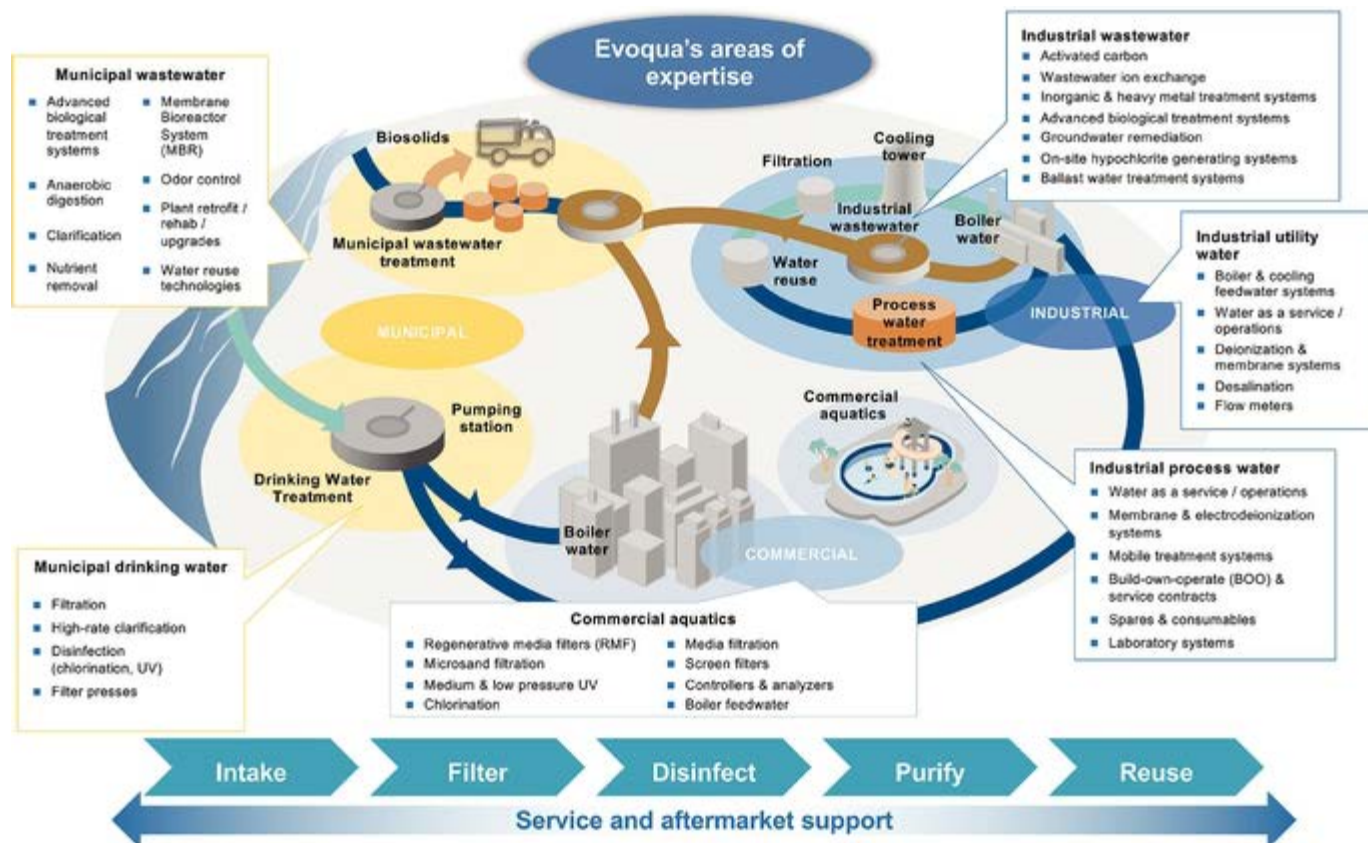 Evoqua's areas of
expertise
Municipal wastewater
Advanced
biological
treatment
systems
Anaerobic
digestion
Clarification
Nutrient
removal
Membrane
Bioreactor
System
(MBR)
Odor control
Plant retrofit /
rehab /
upgrades
Water reuse
technologies
Biosolids
Municipal wastewater
treatment
MUNICIPAL
Pumping
station
Drinking Water
Treatment
Municipal drinking water
Filtration
High-rate clarification
Disinfection
(chlorination, UV)
Filter presses
Filtration
Cooling
tower
Industrial
wastewater
Boiler
water
Water
reuse
Process
water
treatment
INDUSTRIAL
Industrial wastewater
Activated carbon
Wastewater ion exchange
Inorganic & heavy metal treatment systems
Advanced biological treatment systems
Groundwater remediation
On-site hypochlorite generating systems
Ballast water treatment systems
Industrial utility
water
Boiler & cooling
feedwater systems
Water as a service /
operations
Deionization &
membrane systems
Desalination
Flow meters
Commercial
aquatics
Boiler
water
COMMERCIAL
Industrial process water
Water as a service / operations
Membrane & electrodeionization
systems
Mobile treatment systems
Build-own-operate (BOO) &
service contracts
Spares & consumables
Laboratory systems
Commercial aquatics
Regenerative media filters (RMF)
Microsand filtration
Medium & low pressure UV
Chlorination
Media filtration
Screen filters
Controllers & analyzers
Boiler feedwater
Intake
Filter
Disinfect
Purify
Reuse
Service and aftermarket support